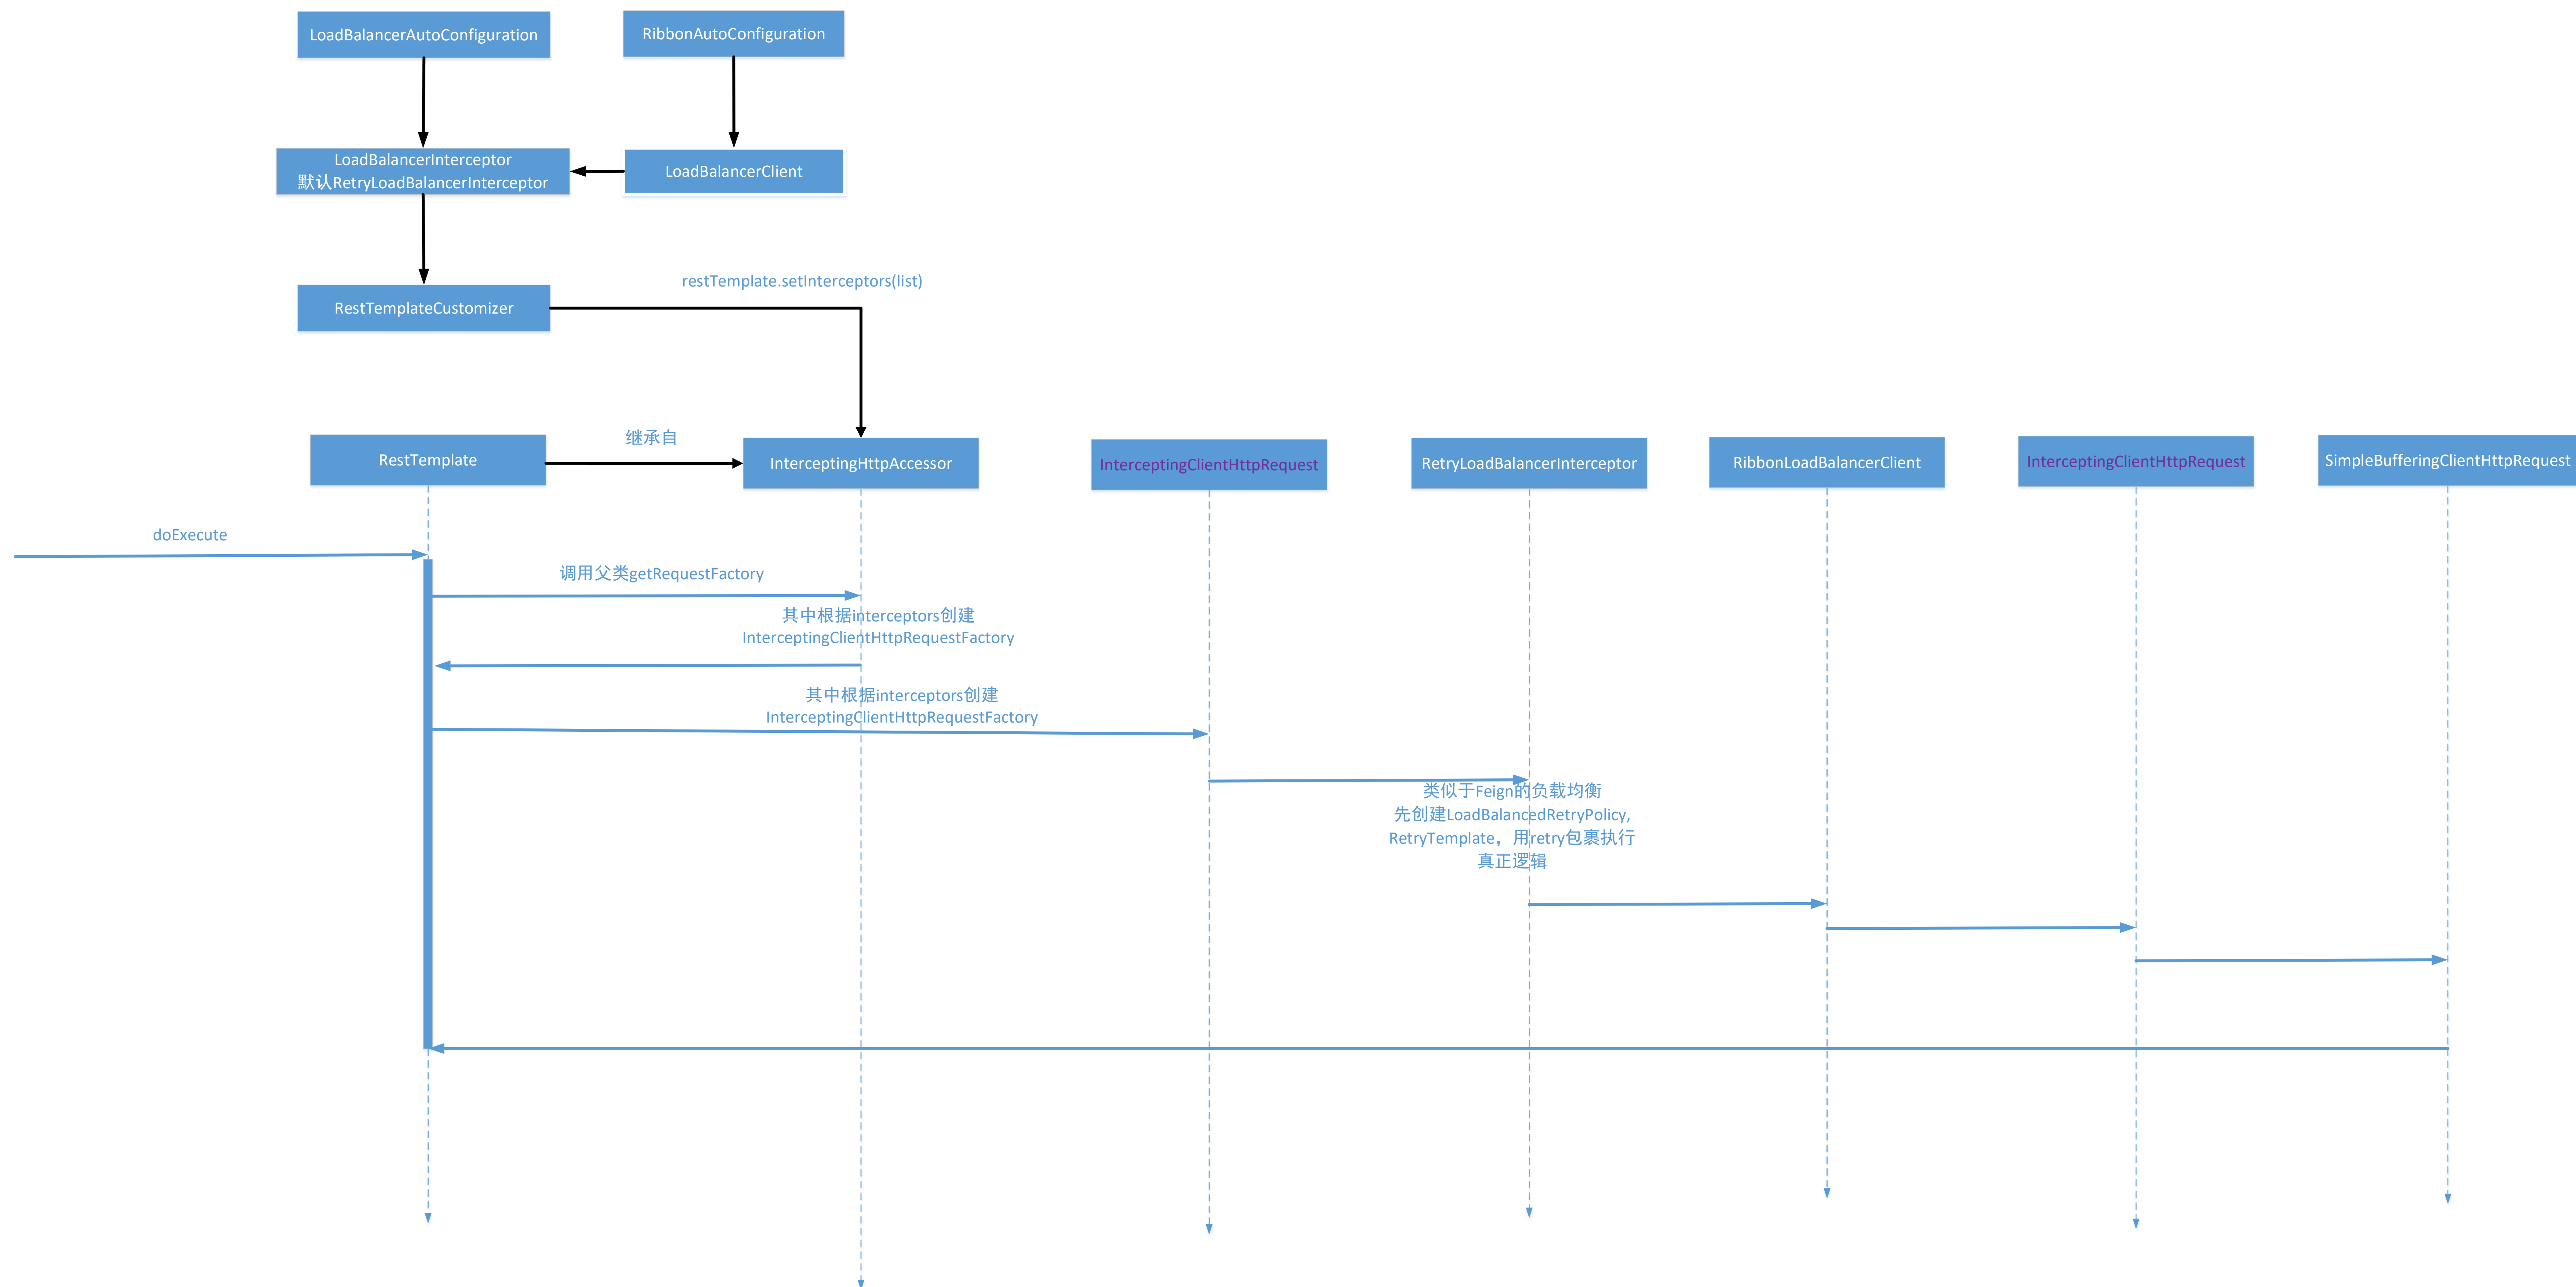 LoadBalancerAutoConfiguration
RibbonAutoConfiguration
LoadBalancerInterceptor
默认RetryLoadBalancerInterceptor
LoadBalancerClient
restTemplate.setInterceptors(list)
RestTemplateCustomizer
继承自
RestTemplate
InterceptingHttpAccessor
InterceptingClientHttpRequest
RetryLoadBalancerInterceptor
RibbonLoadBalancerClient
InterceptingClientHttpRequest
SimpleBufferingClientHttpRequest
doExecute
调用父类getRequestFactory
其中根据interceptors创建
InterceptingClientHttpRequestFactory
其中根据interceptors创建
InterceptingClientHttpRequestFactory
类似于Feign的负载均衡
先创建LoadBalancedRetryPolicy,
RetryTemplate，用retry包裹执行
真正逻辑